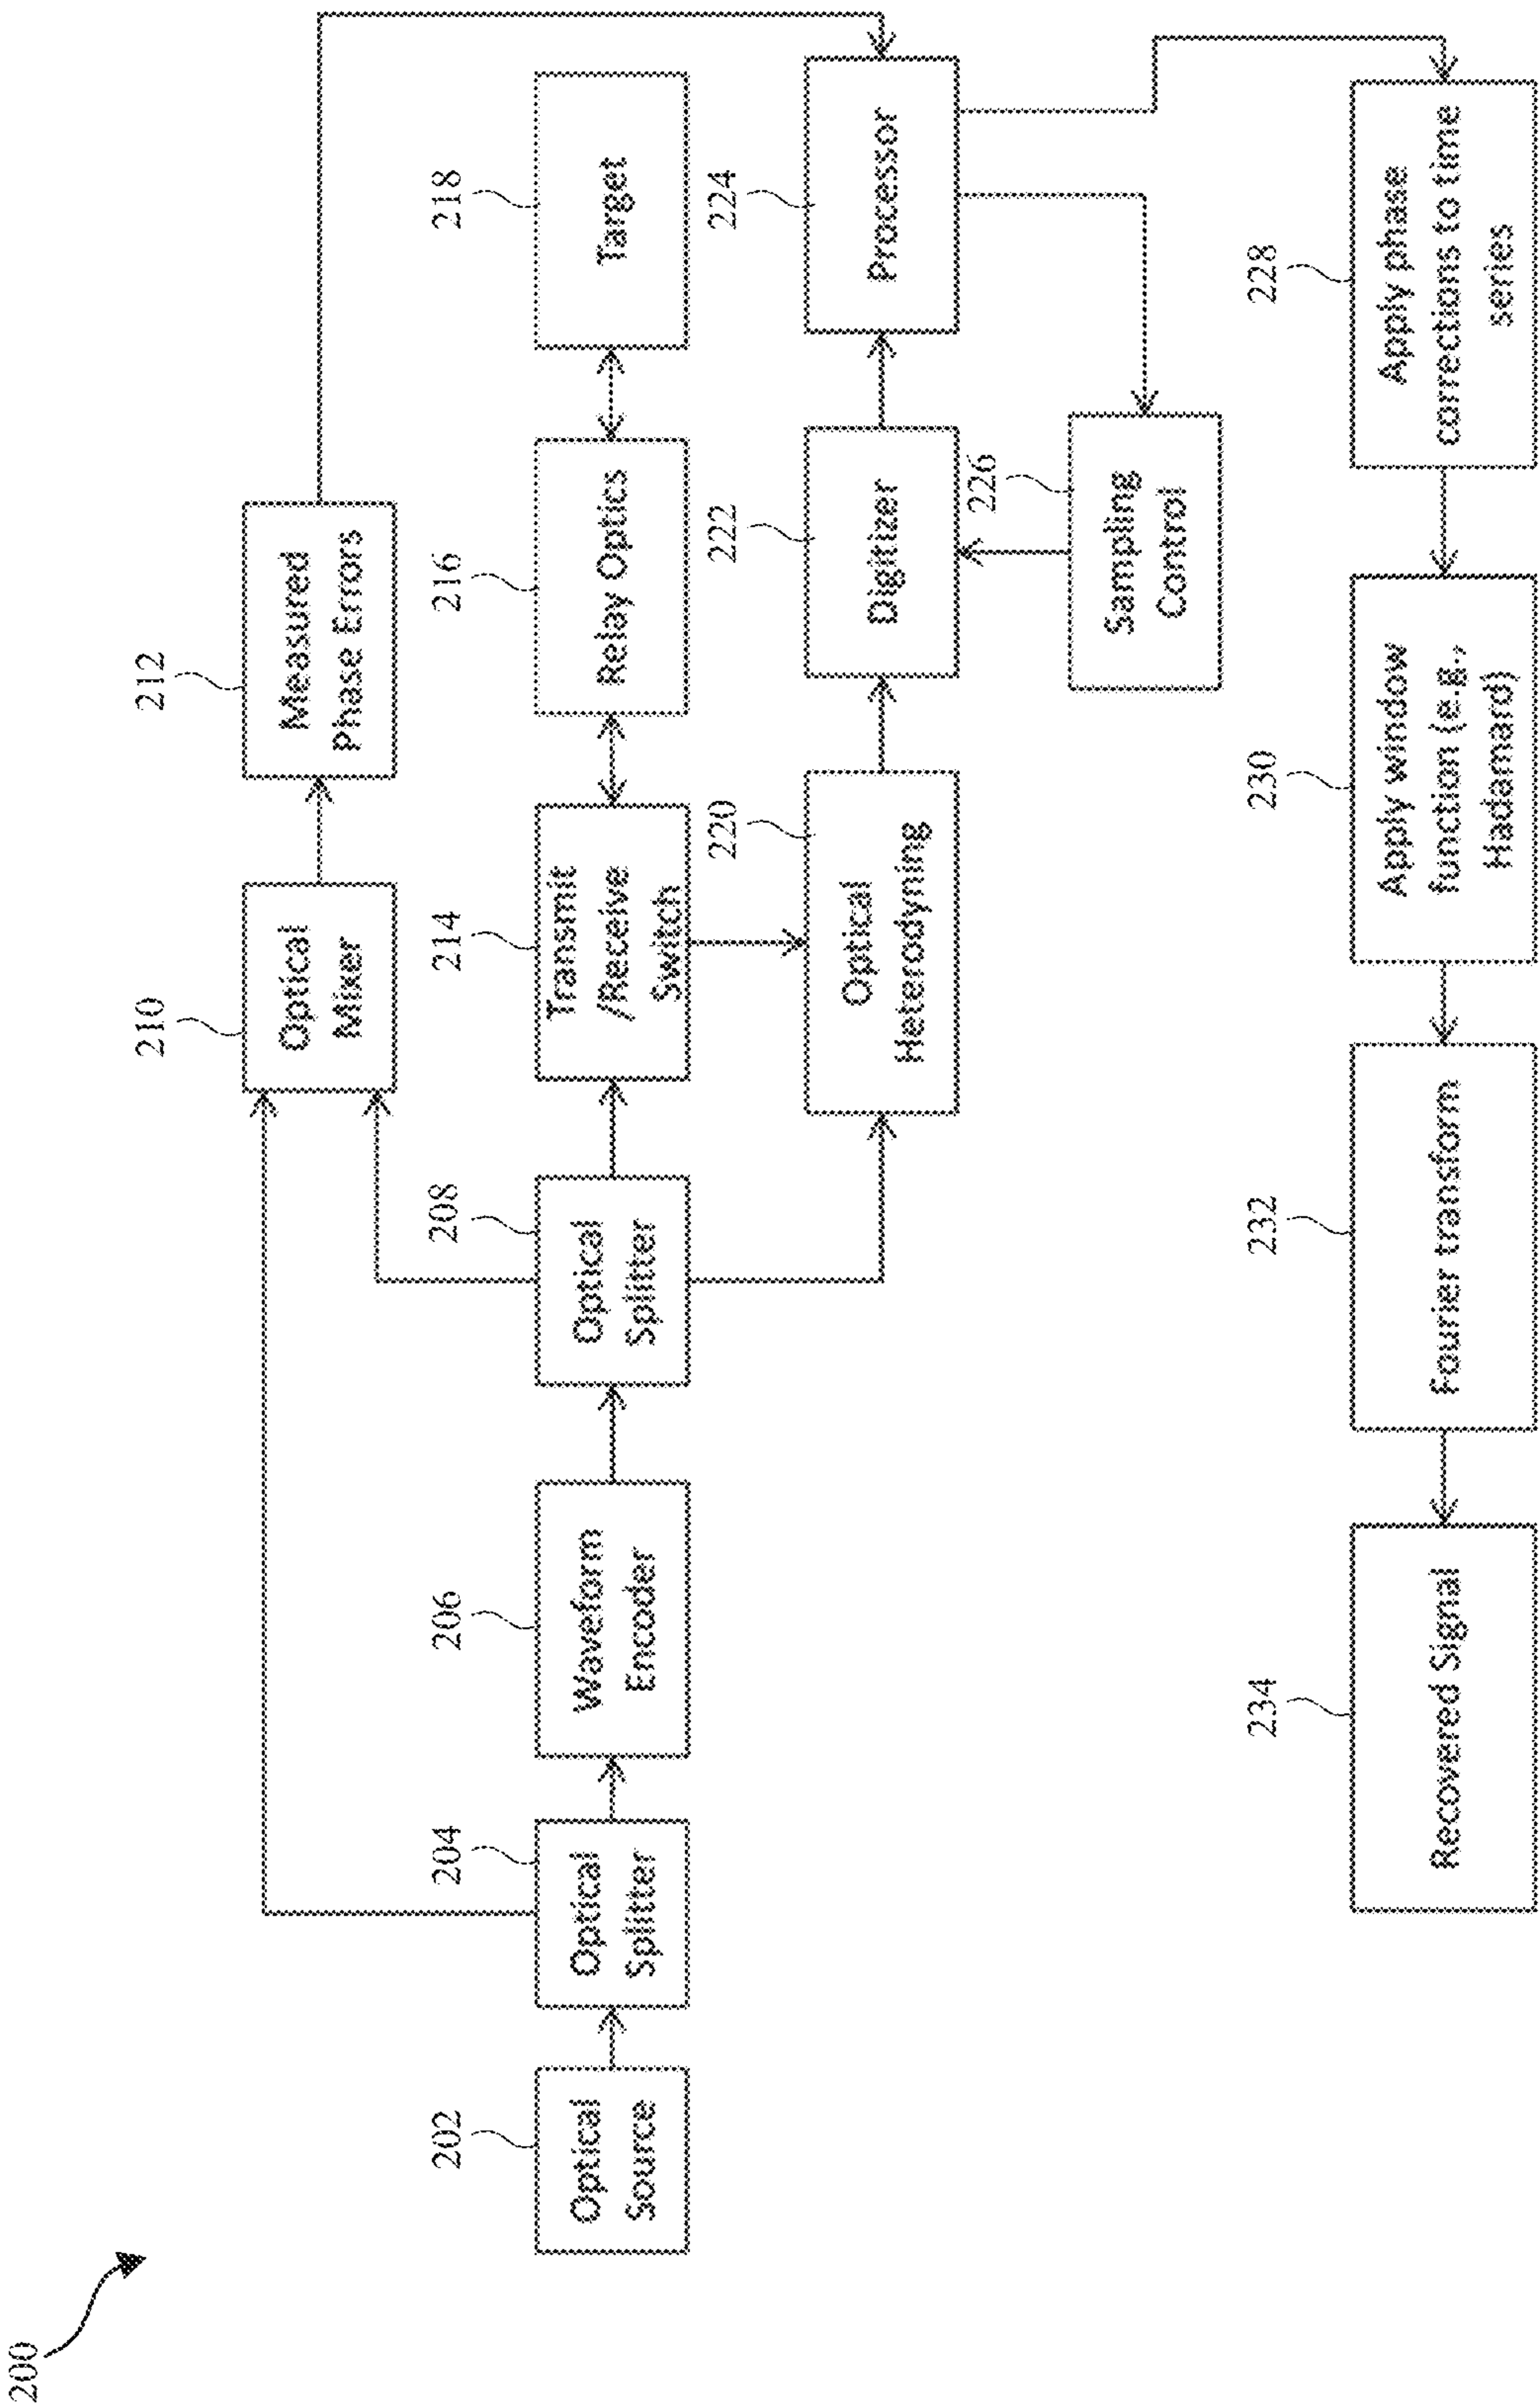 200
210
Optical
Mixer
212
Measured
Phase Errors
202
Optical
Source
204
Optical
Splitter
206
Waveform
Encoder
208
Optical
Splitter
214
Transmit
/Receive
Switch
216
Relay Optics
218
Target
220
Optical
Heterodyning
222
Digitizer
224
Processor
226
Sampling
Control
234
Recovered Signal
232
Fourier transform
230
Apply window
function (e.g.,
Hadamard)
228
Apply phase
corrections to time
series